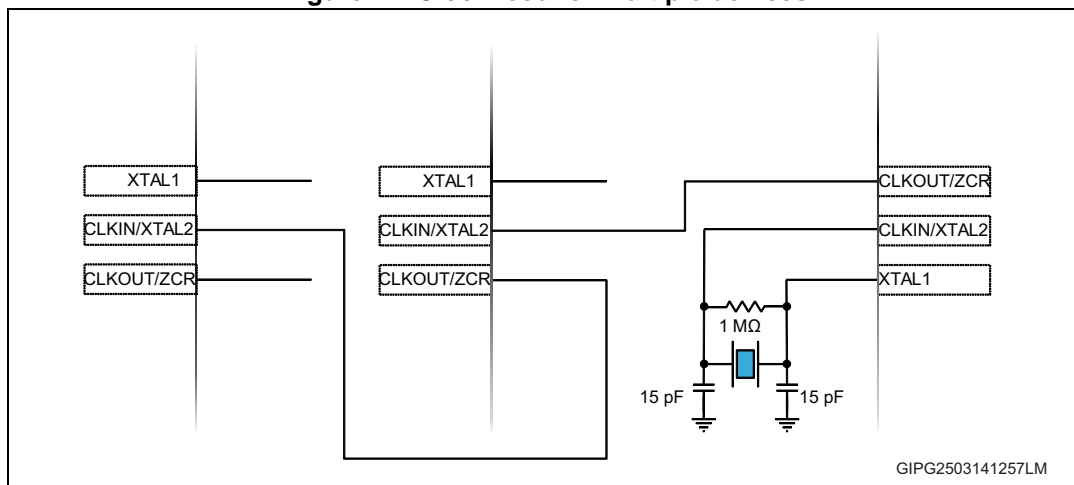 XTAL1
XTAL1
CLKOUT/ZCR
CLKIN/XTAL2
CLKIN/XTAL2
CLKIN/XTAL2
CLKOUT/ZCR
CLKOUT/ZCR
XTAL1
1 MΩ
15 pF
15 pF
GIPG2503141257LM